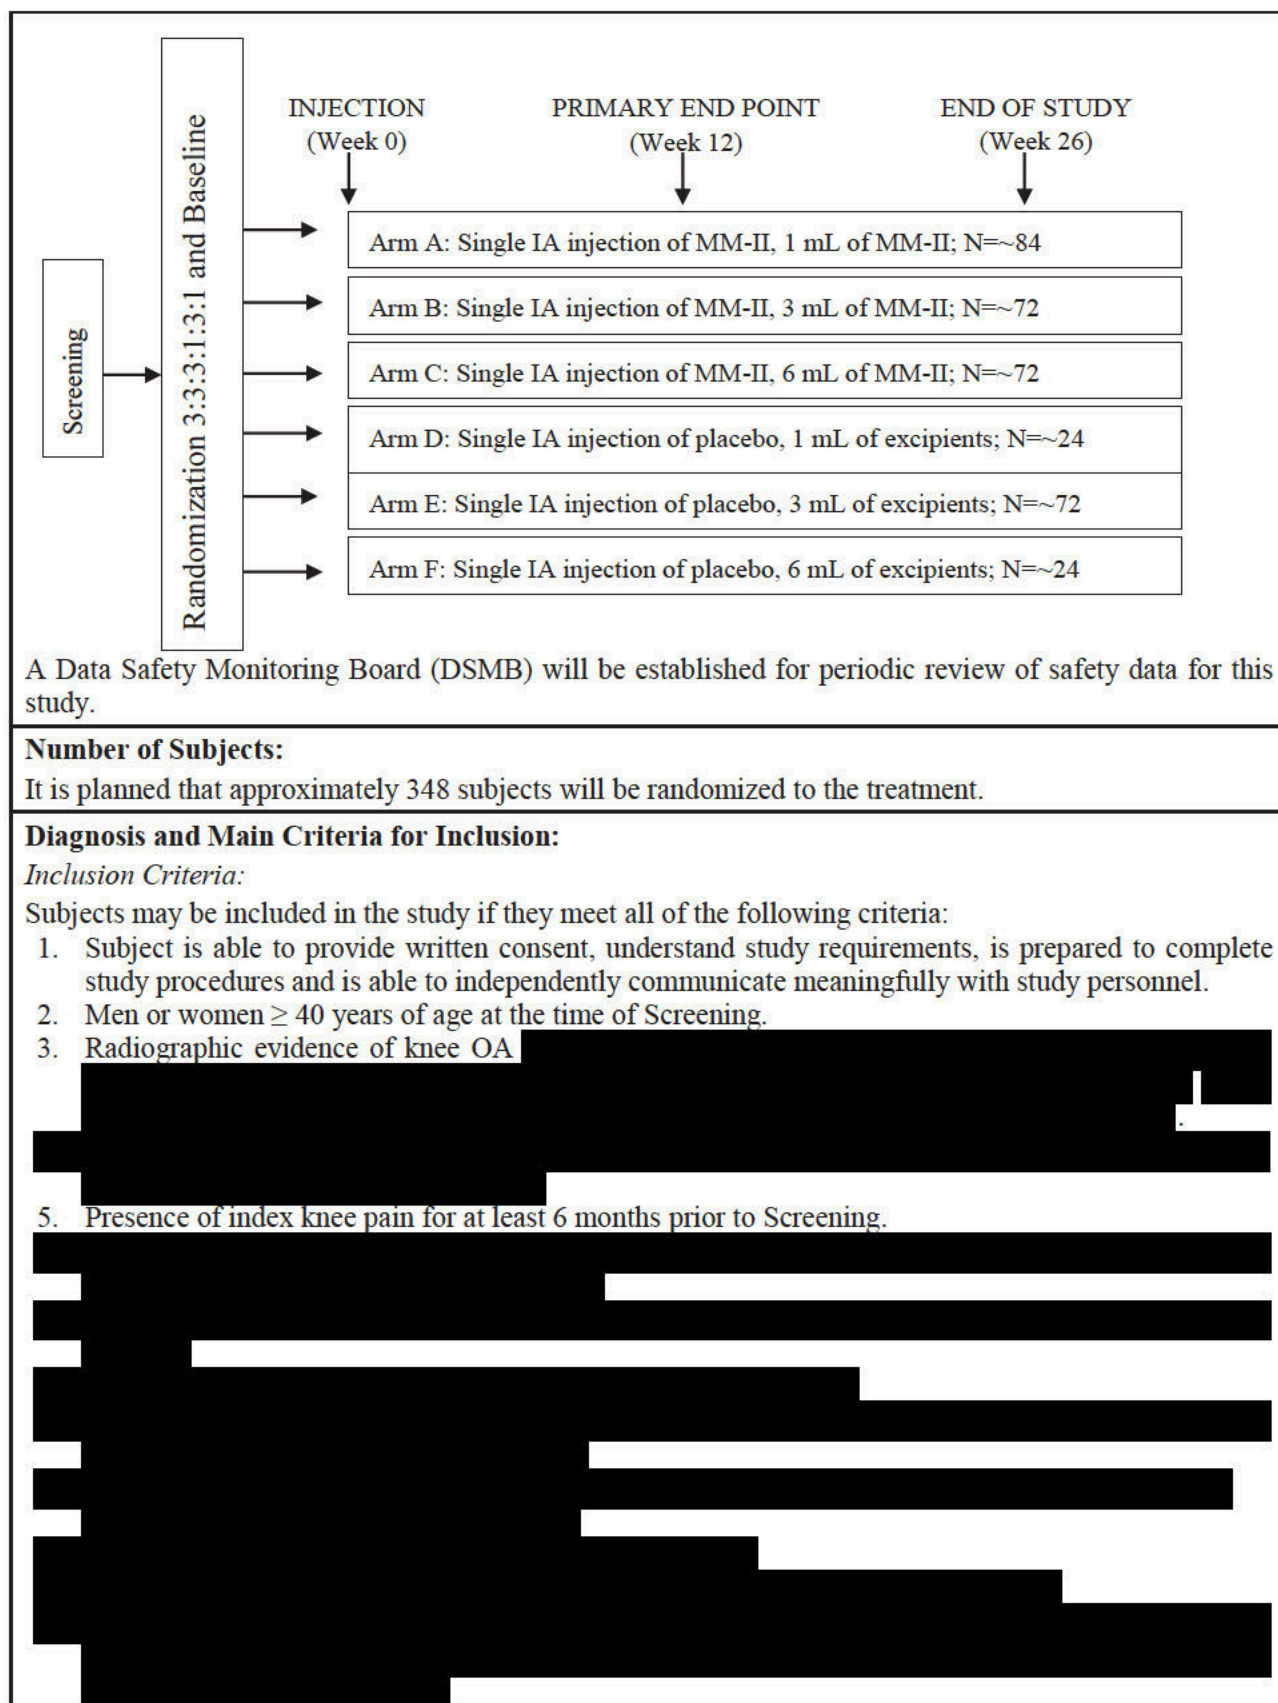 INJECTION
(Week 0)
PRIMARY END POINT
(Week 12)
END OF STUDY
(Week 26)
Screening
Randomization 3:3:3:1:3:1 and Baseline
Arm A: Single IA injection of MM-II, 1 mL of MM-II; N=~84
Arm B: Single IA injection of MM-II, 3 mL of MM-II; N=~72
Arm C: Single IA injection of MM-II, 6 mL of MM-II; N=~72
Arm D: Single IA injection of placebo, 1 mL of excipients; N=~24
Arm E: Single IA injection of placebo, 3 mL of excipients; N=~72
Arm F: Single IA injection of placebo, 6 mL of excipients; N=~24
A Data Safety Monitoring Board (DSMB) will be established for periodic review of safety data for this
study.
Number of Subjects:
It is planned that approximately 348 subjects will be randomized to the treatment.
Diagnosis and Main Criteria for Inclusion:
Inclusion Criteria:
Subjects may be included in the study if they meet all of the following criteria:
1. Subject is able to provide written consent, understand study requirements, is prepared to complete
study procedures and is able to independently communicate meaningfully with study personnel.
2. Men or women ≥ 40 years of age at the time of Screening.
3. Radiographic evidence of knee OA
.
5. Presence of index knee pain for at least 6 months prior to Screening.